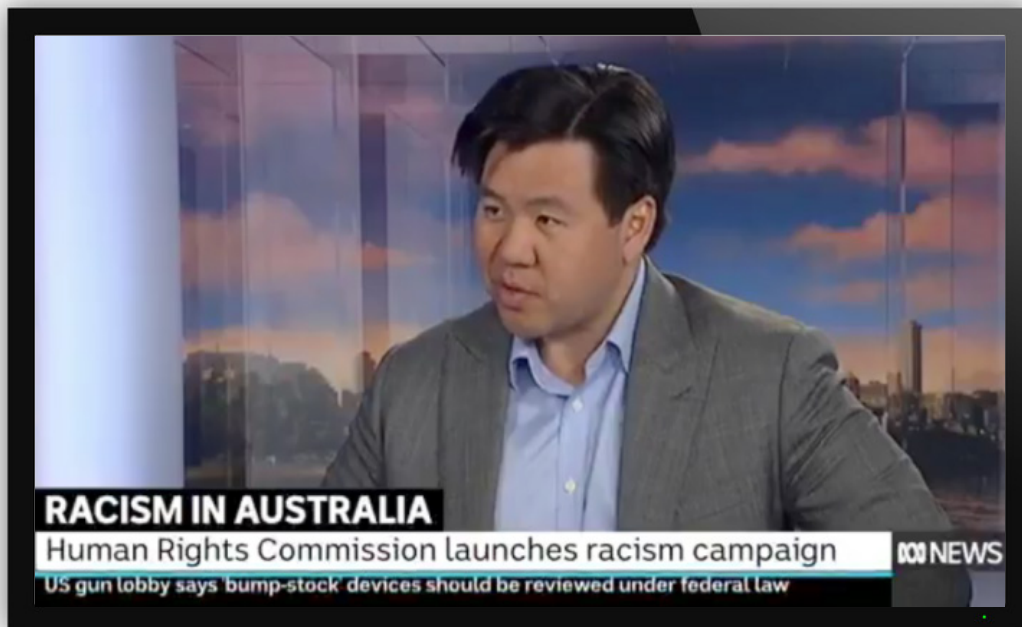 RACISM IN AUSTRALIA
Human Rights Commission launches racism campaign
ABC NEWS
US gun lobby says 'bump-stock' devices should be reviewed under federal law